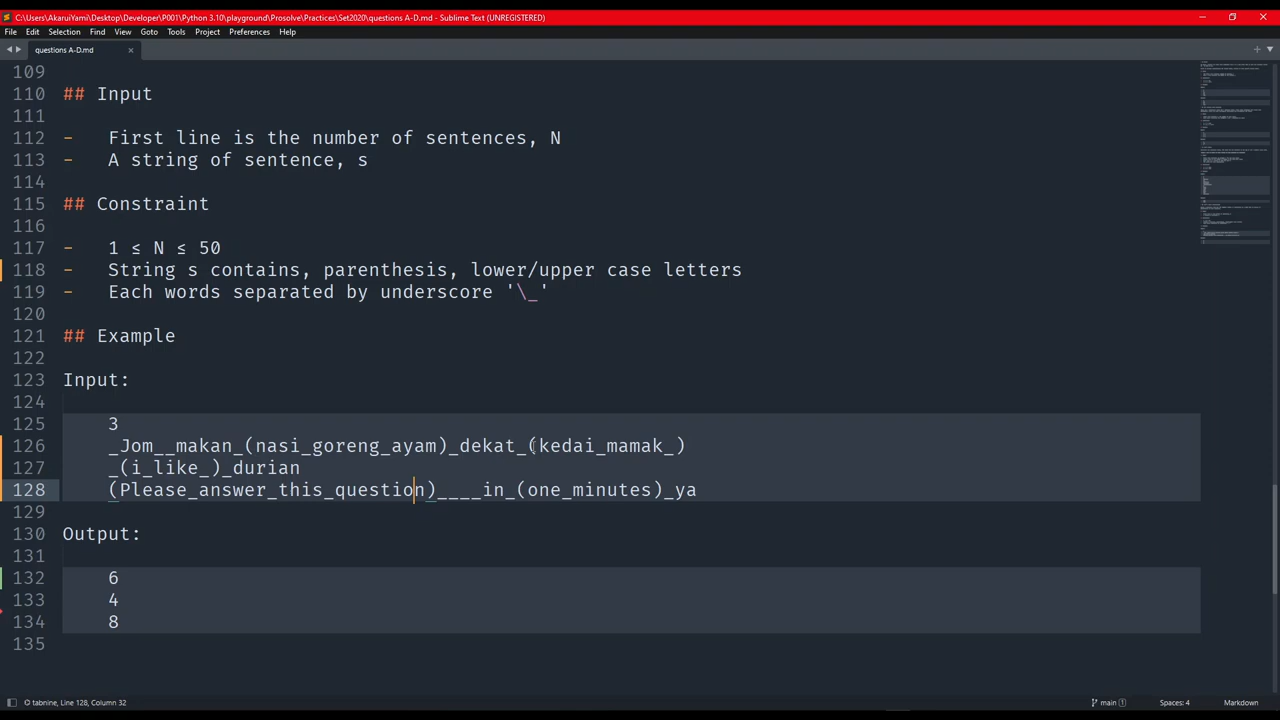 C:\Users\AkaruiYami\Desktop\Developer\P001\Python 3.10\playground\Prosolve\Practices\Set2020\questions A-D.md - Sublime Text (UNREGISTERED)
File Edit Selection Find View Goto Tools Project Preferences Help
questions A-D.md
109
110 ## Input
111
112 - First line is the number of sentences, N
113 - A string of sentence, s
114
115 ## Constraint
116
117 - 1 ≤ N ≤ 50
118 - String s contains, parenthesis, lower/upper case letters
119 - Each words separated by underscore '\_'
120
121 ## Example
122
123 Input:
124
125 3
126 _Jom__makan_(nasi_goreng_ayam)_dekat_(kedai_mamak_)
127 _(i_like_)_durian
128 (Please_answer_this_question)____in_(one_minutes)_ya
129
130 Output:
131
132 6
133 4
134 8
135
tabnine, Line 128, Column 32 main 1 Spaces: 4 Markdown